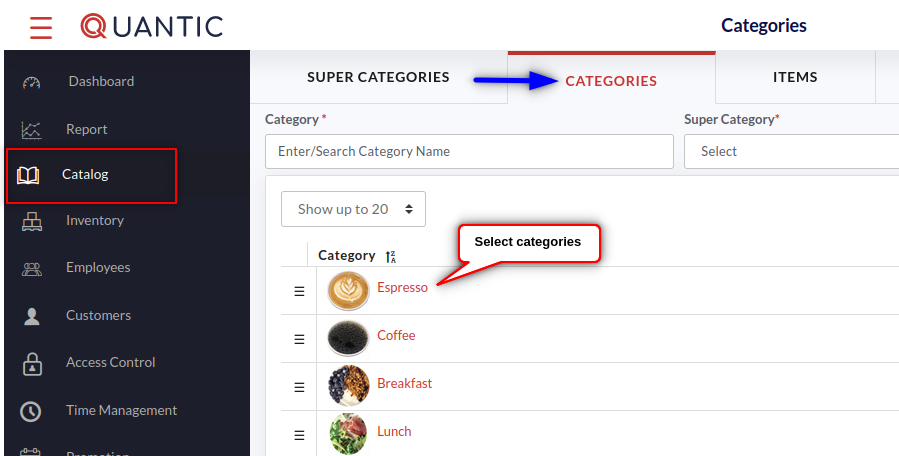 QUANTIC
Categories
Dashboard
Report
Catalog
Inventory
Employees
Customers
Access Control
Time Management
SUPER CATEGORIES
CATEGORIES
ITEMS
Category *
Super Category*
Enter/Search Category Name
Select
Show up to 20
Select categories
Category
Espresso
Coffee
Breakfast
Lunch